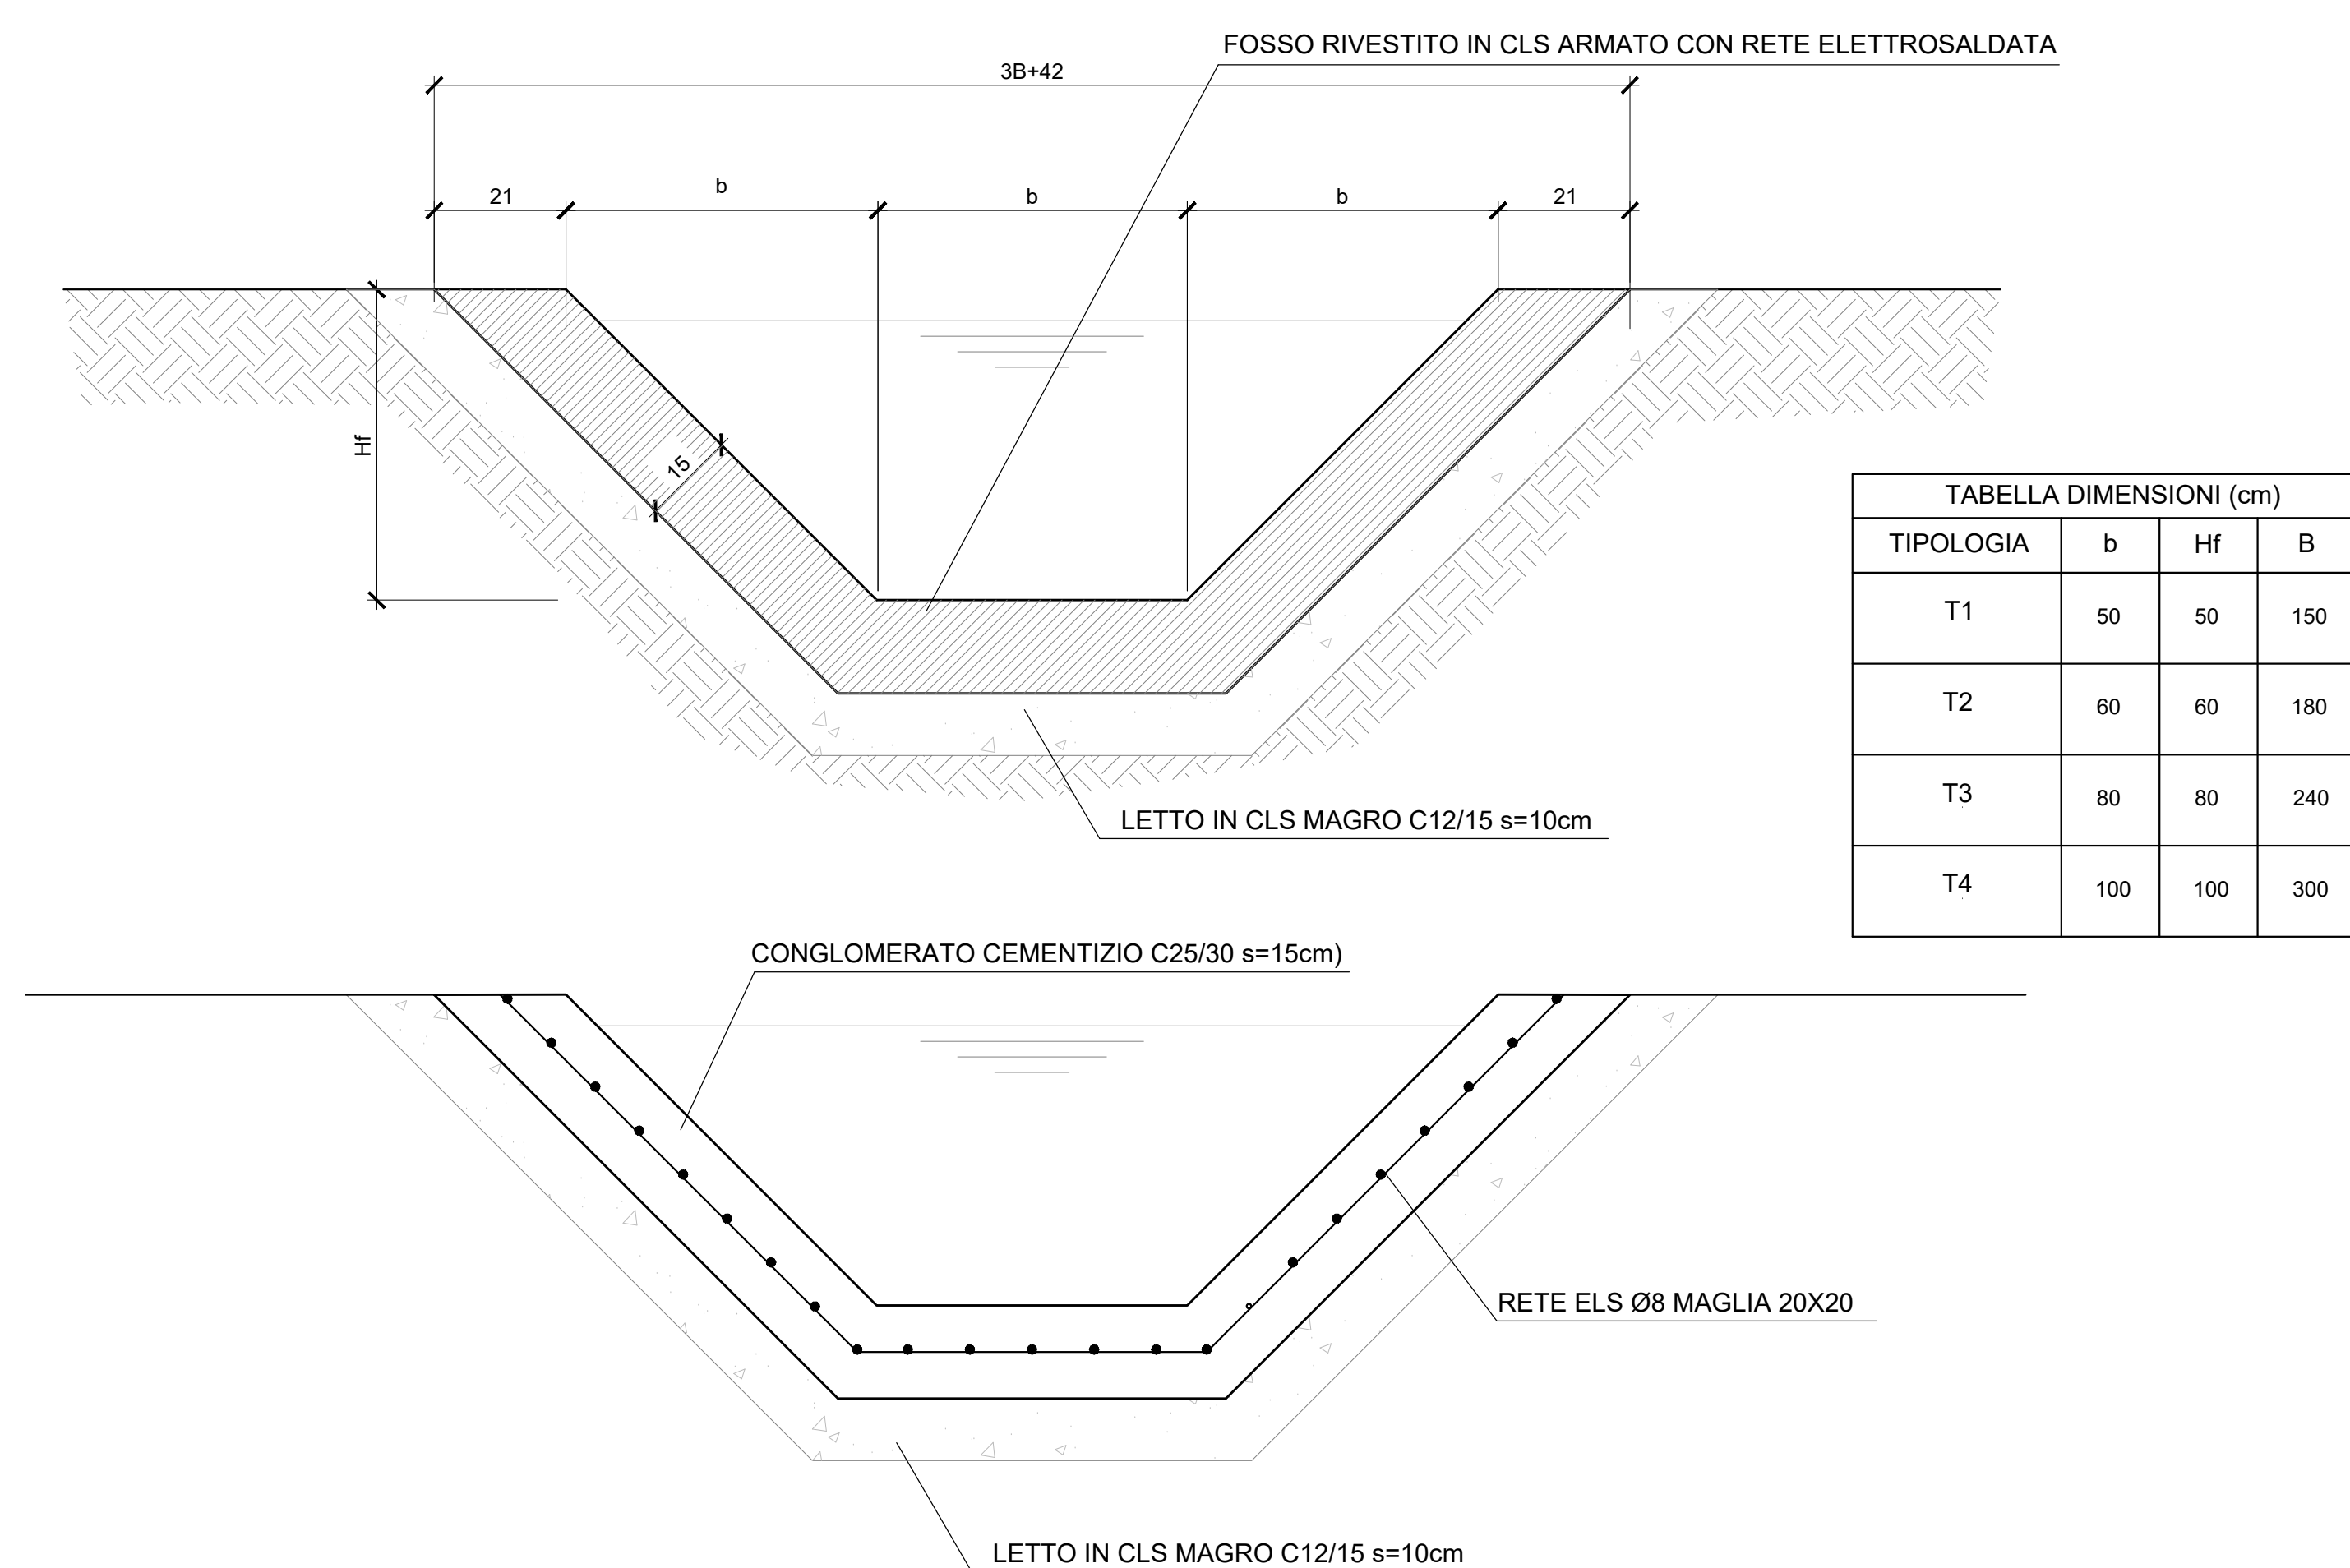 FOSSO RIVESTITO IN CLS ARMATO CON RETE ELETTROSALDATA
3B+42
21 b b b 21
Hf
15
TABELLA DIMENSIONI (cm)
TIPOLOGIA b Hf B
T1 50 50 150
T2 60 60 180
T3 80 80 240
T4 100 100 300
LETTO IN CLS MAGRO C12/15 s=10cm
CONGLOMERATO CEMENTIZIO C25/30 s=15cm)
RETE ELS Ø8 MAGLIA 20X20
LETTO IN CLS MAGRO C12/15 s=10cm